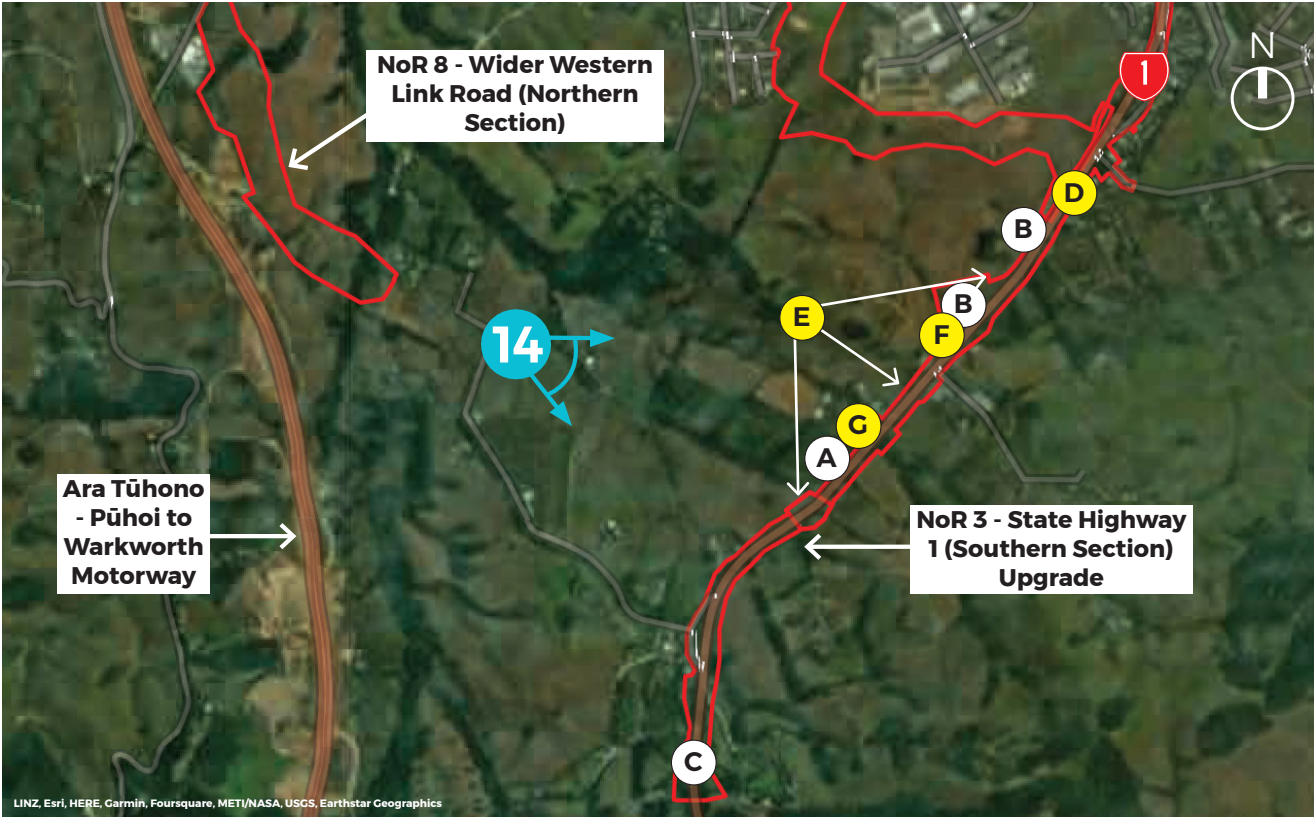 NoR 8 - Wider Western
Link Road (Northern
Section)
1
N
D
B
B
E
F
14
G
A
Ara Tūhono
- Pūhoi to
Warkworth
Motorway
NoR 3 - State Highway
1 (Southern Section)
Upgrade
C
LINZ, Esri, HERE, Garmin, Foursquare, METI/NASA, USGS, Earthstar Geographics